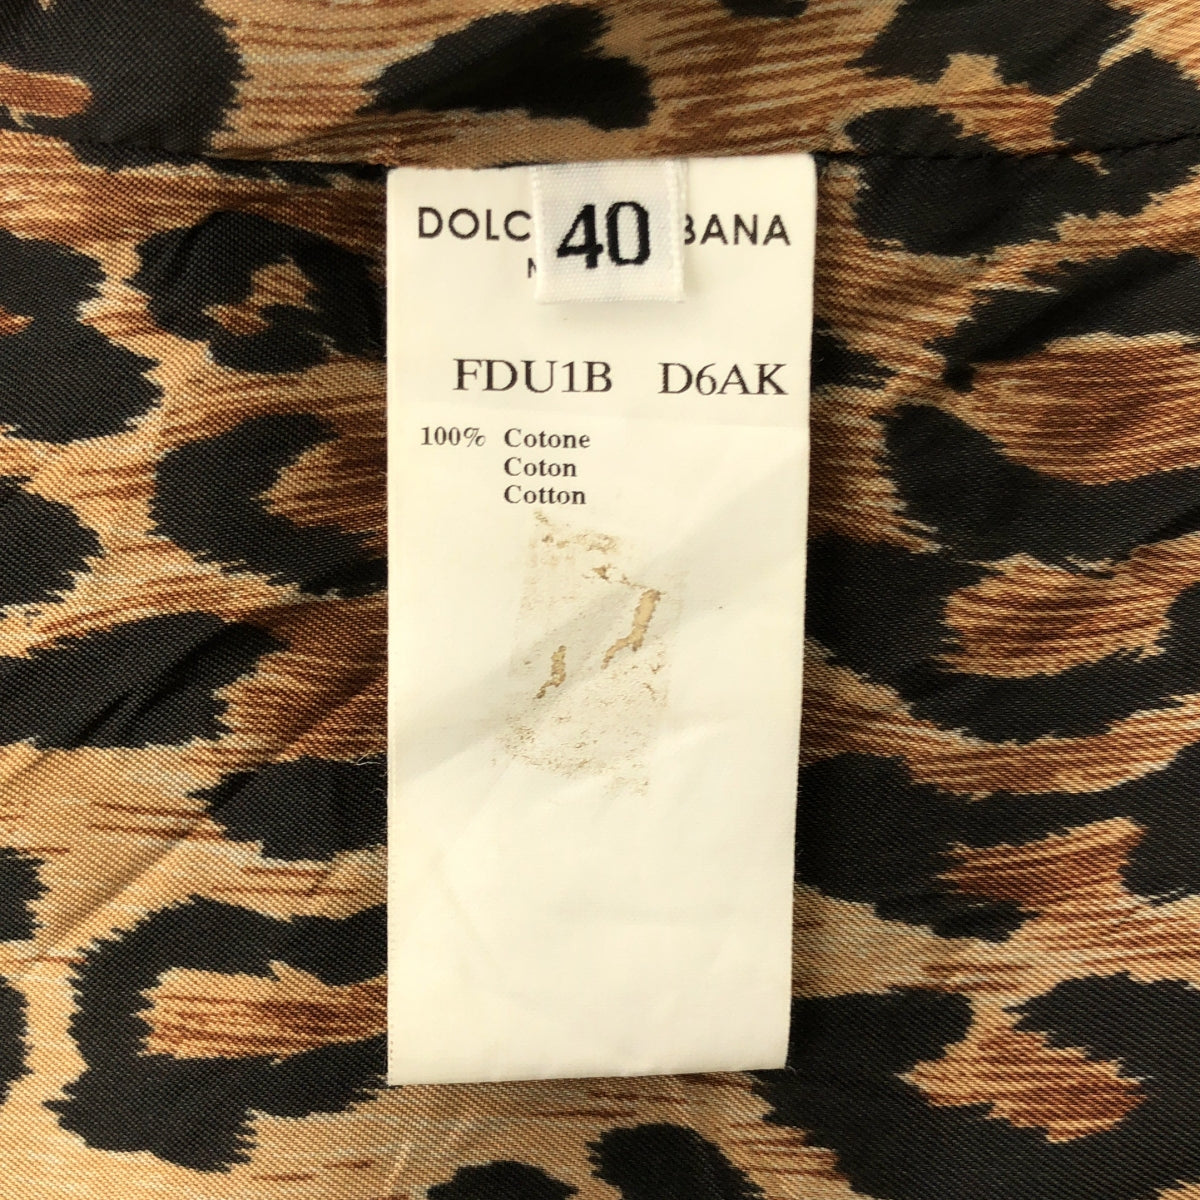 DOLC 40 BANA
FDU1B D6AK
100% Cotone
Coton
Cotton